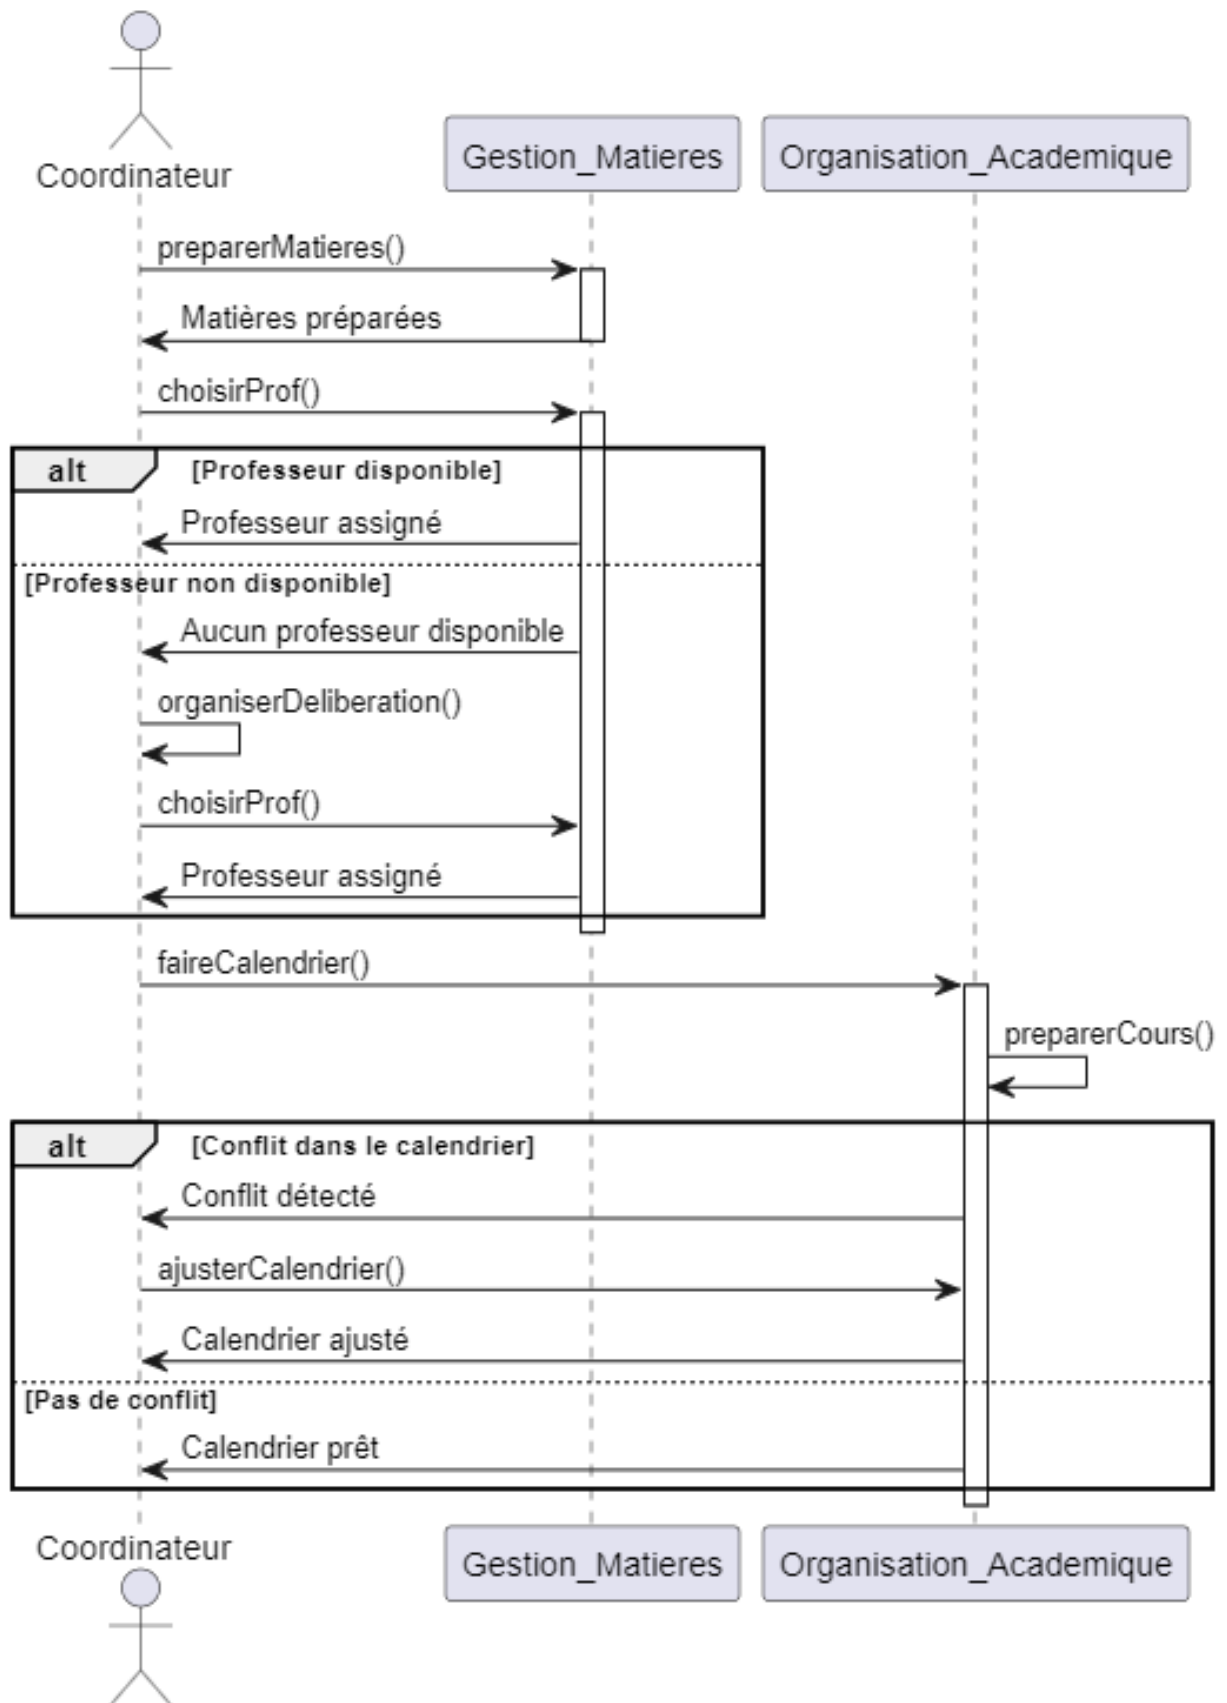 Coordinateur
Gestion_Matieres
Organisation_Academique
preparerMatieres()
Matières préparées
choisirProf()
alt
[Professeur disponible]
Professeur assigné
[Professeur non disponible]
Aucun professeur disponible
organiserDeliberation()
choisirProf()
Professeur assigné
faireCalendrier()
preparerCours()
alt
[Conflit dans le calendrier]
Conflit détecté
ajusterCalendrier()
Calendrier ajusté
[Pas de conflit]
Calendrier prêt
Coordinateur
Gestion_Matieres
Organisation_Academique